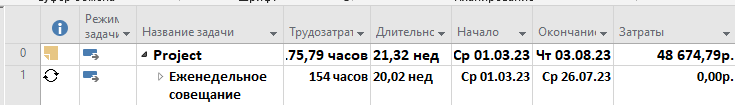 Режим задачи Название задачи Трудозатрат Длительнс Начало Окончание Затраты
0 Project .75,79 часов 21,32 нед Ср 01.03.23 Чт 03.08.23 48 674,79р.
1 Еженедельное совещание 154 часов 20,02 нед Ср 01.03.23 Ср 26.07.23 0,00р.